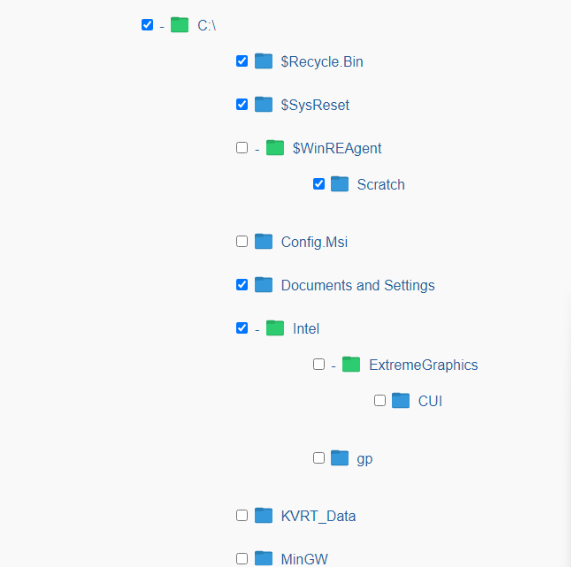 - C:\
$Recycle.Bin
$SysReset
- $WinREAgent
Scratch
Config.Msi
Documents and Settings
- Intel
- ExtremeGraphics
CUI
gp
KVRT_Data
MinGW